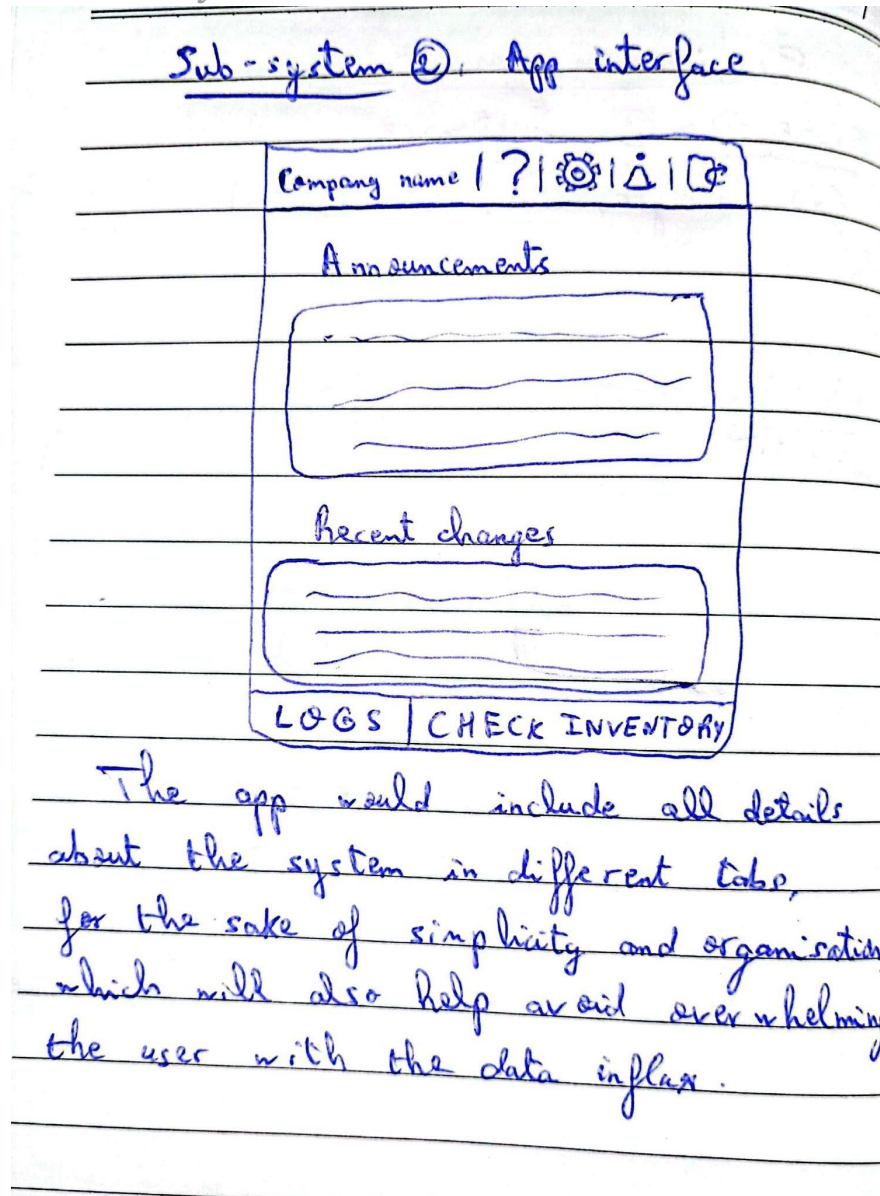 Sub-system ②. App interface
Company name | ? |
Announcements
Recent changes
LOGS | CHECK INVENTORY
The app would include all details
about the system in different tabs,
for the sake of simplicity and organisation
which will also help avoid overwhelming
the user with the data influx.